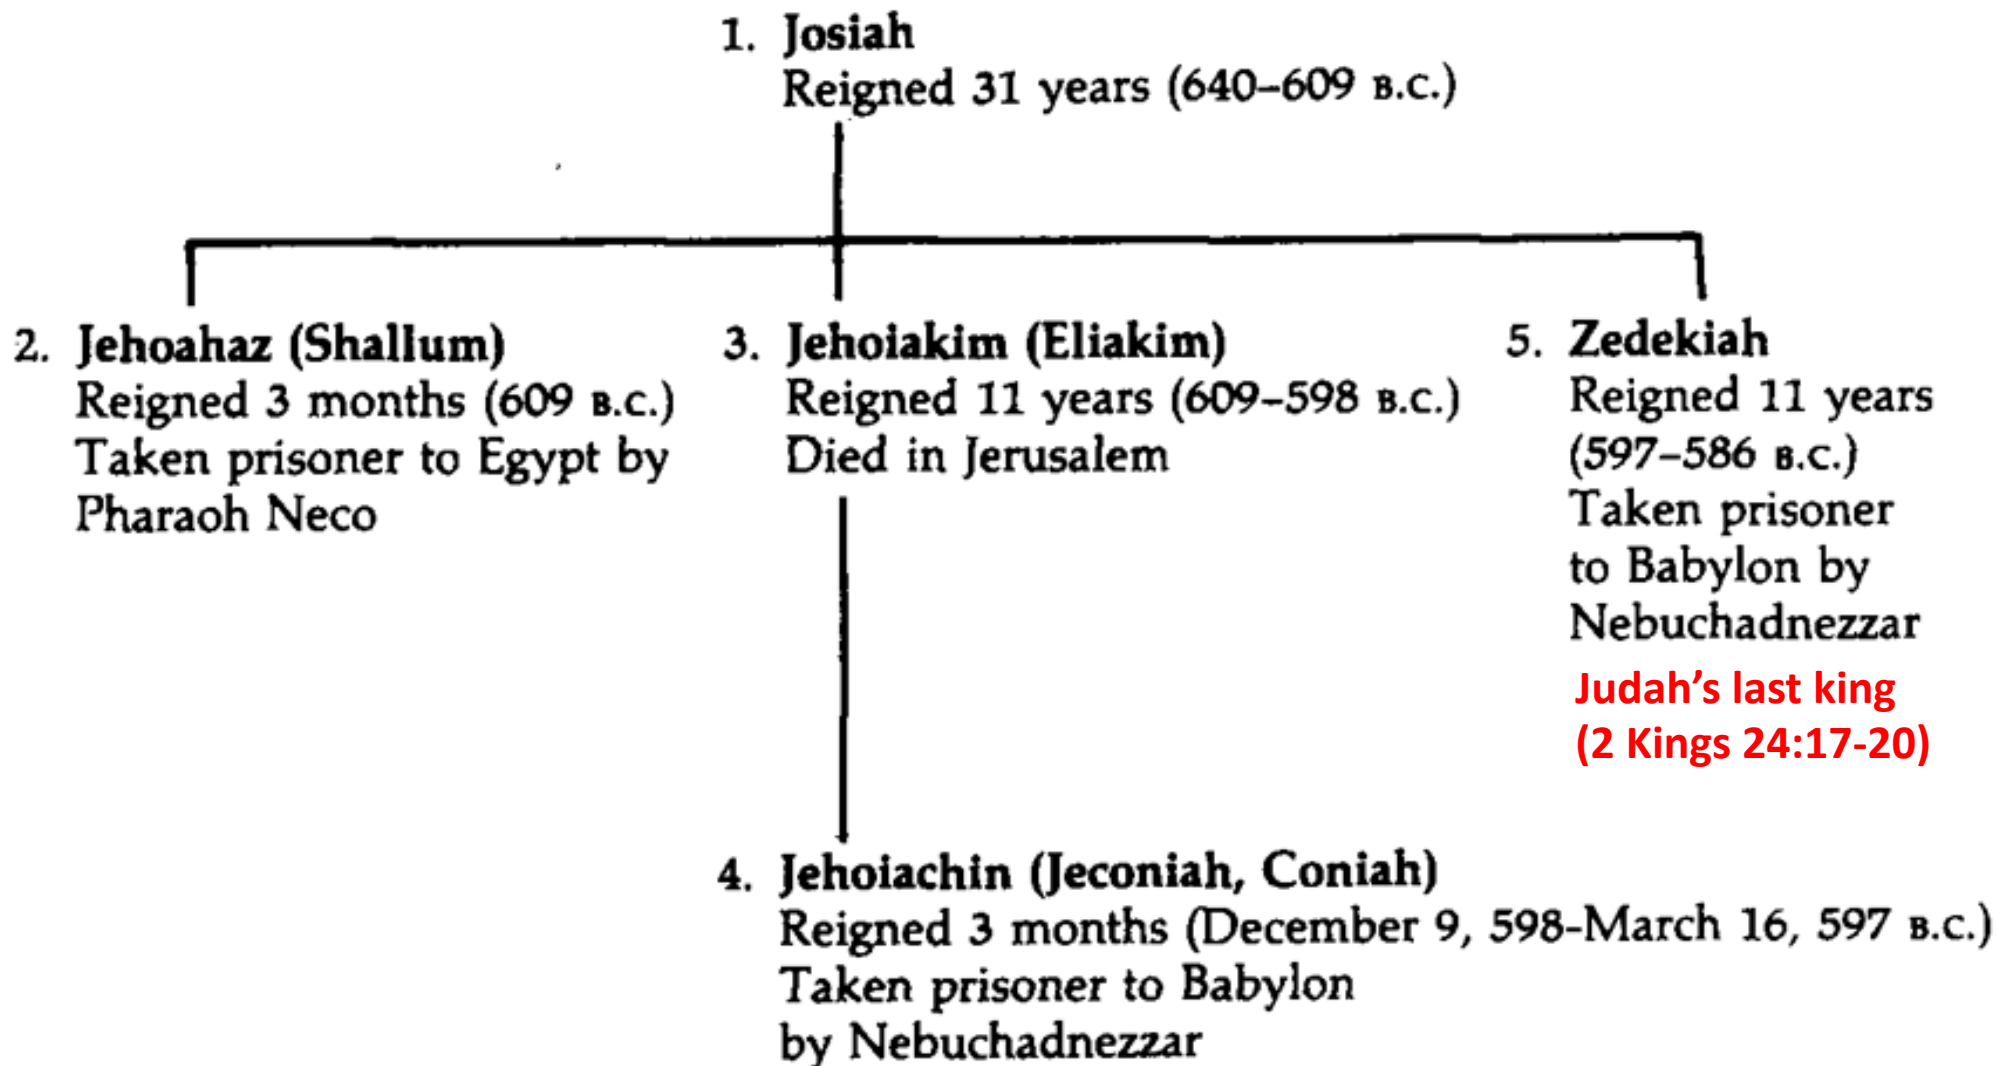 1. Josiah
Reigned 31 years (640–609 B.C.)
2. Jehoahaz (Shallum)
Reigned 3 months (609 B.C.)
Taken prisoner to Egypt by
Pharaoh Neco
3. Jehoiakim (Eliakim)
Reigned 11 years (609–598 B.C.)
Died in Jerusalem
5. Zedekiah
Reigned 11 years
(597–586 B.C.)
Taken prisoner
to Babylon by
Nebuchadnezzar
Judah’s last king
(2 Kings 24:17-20)
4. Jehoiachin (Jeconiah, Coniah)
Reigned 3 months (December 9, 598-March 16, 597 B.C.)
Taken prisoner to Babylon
by Nebuchadnezzar